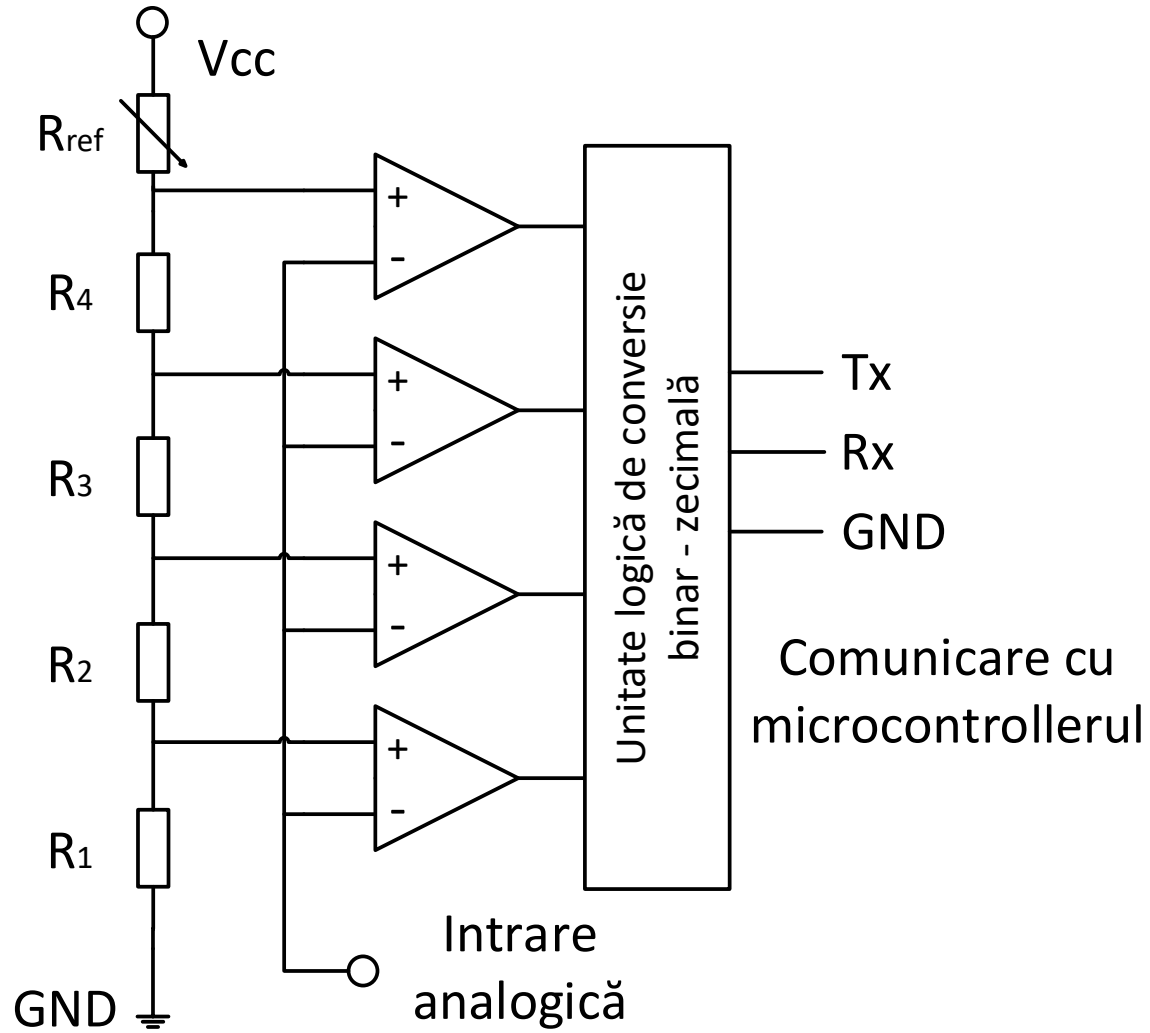 Vcc
Rref
+
-
R4
+
-
R3
+
-
R2
+
-
R1
GND
Intrare
analogică
Unitate logică de conversie
binar - zecimală
Tx
Rx
GND
Comunicare cu
microcontrollerul